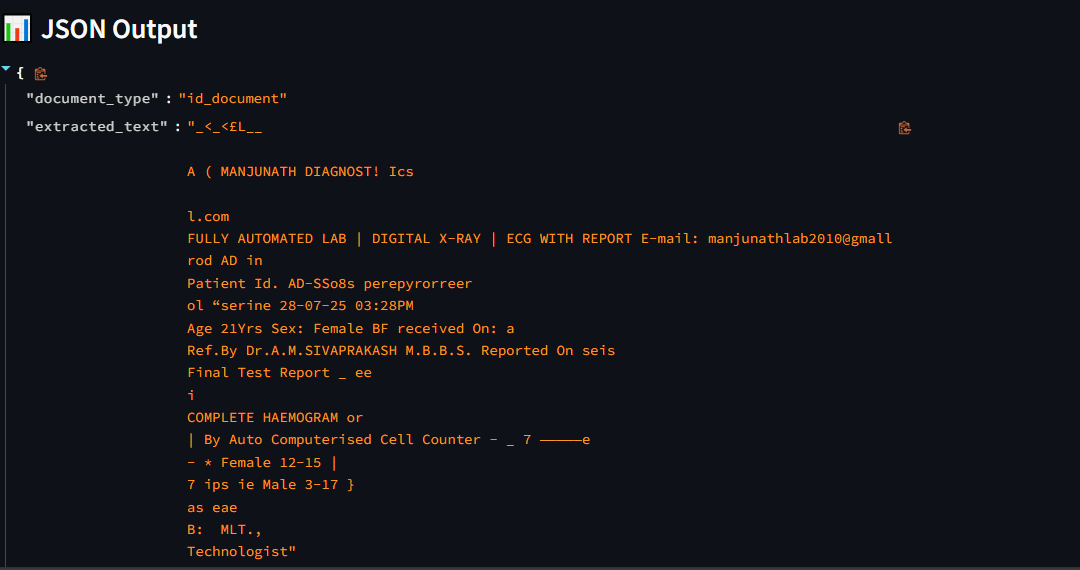 JSON Output
{
"document_type" : "id_document"
"extracted_text" : "_<_<£L__
A ( MANJUNATH DIAGNOST! Ics
l.com
FULLY AUTOMATED LAB | DIGITAL X-RAY | ECG WITH REPORT E-mail: manjunathlab2010@gmall
rod AD in
Patient Id. AD-SSo8s perepyrorreer
ol “serine 28-07-25 03:28PM
Age 21Yrs Sex: Female BF received On: a
Ref.By Dr.A.M.SIVAPRAKASH M.B.B.S. Reported On seis
Final Test Report _ ee
i
COMPLETE HAEMOGRAM or
| By Auto Computerised Cell Counter - _ 7 —————e
- * Female 12-15 |
7 ips ie Male 3-17 }
as eae
B:  MLT.,
Technologist"